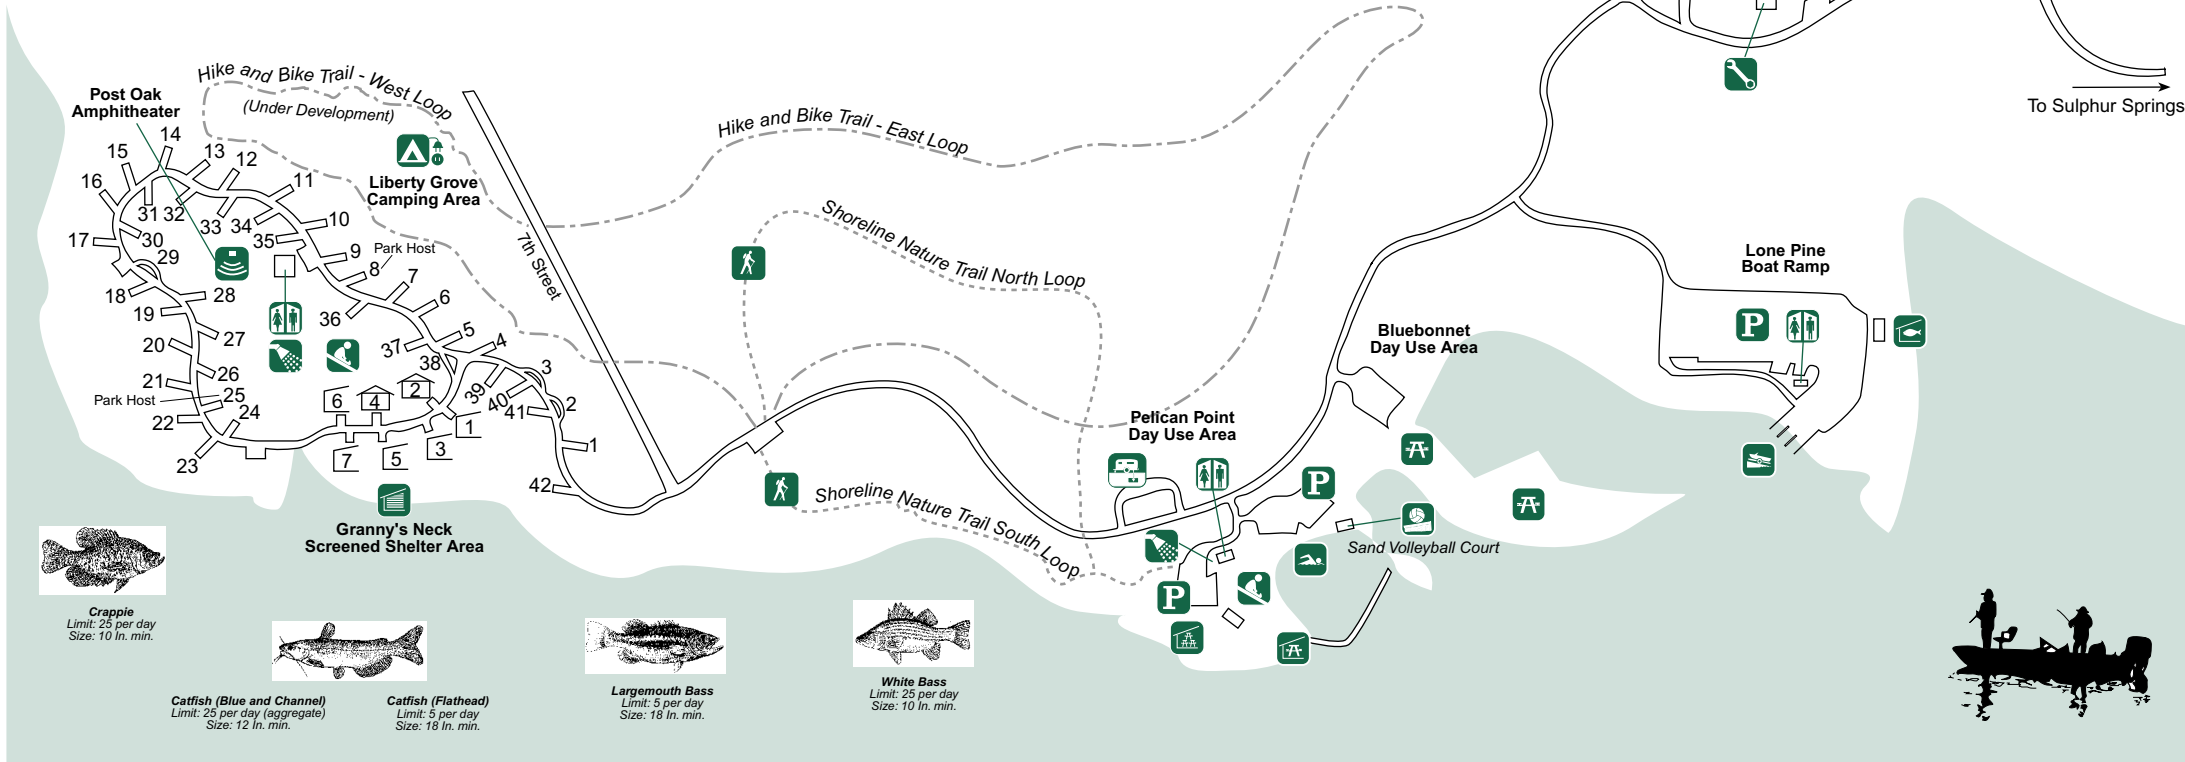 To Sulphur Springs
Hike and Bike Trail - West Loop
(Under Development)
Post Oak
Amphitheater
Liberty Grove
Camping Area
7th Street
Hike and Bike Trail - East Loop
Shoreline Nature Trail North Loop
Lone Pine
Boat Ramp
P
Bluebonnet
Day Use Area
Pelican Point
Day Use Area
P
Sand Volleyball Court
P
Shoreline Nature Trail South Loop
14
15
13
12
16
11
31
32
33
34
10
17
30
35
29
9
Park Host
8
18
28
7
19
6
36
27
5
20
37
4
38
26
3
21
2
39
25
Park Host
6
4
40
24
41
2
22
1
1
3
23
7
5
42
Granny's Neck
Screened Shelter Area
Crappie
Limit: 25 per day
Size: 10 In. min.
Catfish (Blue and Channel)
Limit: 25 per day (aggregate)
Size: 12 In. min.
Catfish (Flathead)
Limit: 5 per day
Size: 18 In. min.
Largemouth Bass
Limit: 5 per day
Size: 18 In. min.
White Bass
Limit: 25 per day
Size: 10 In. min.